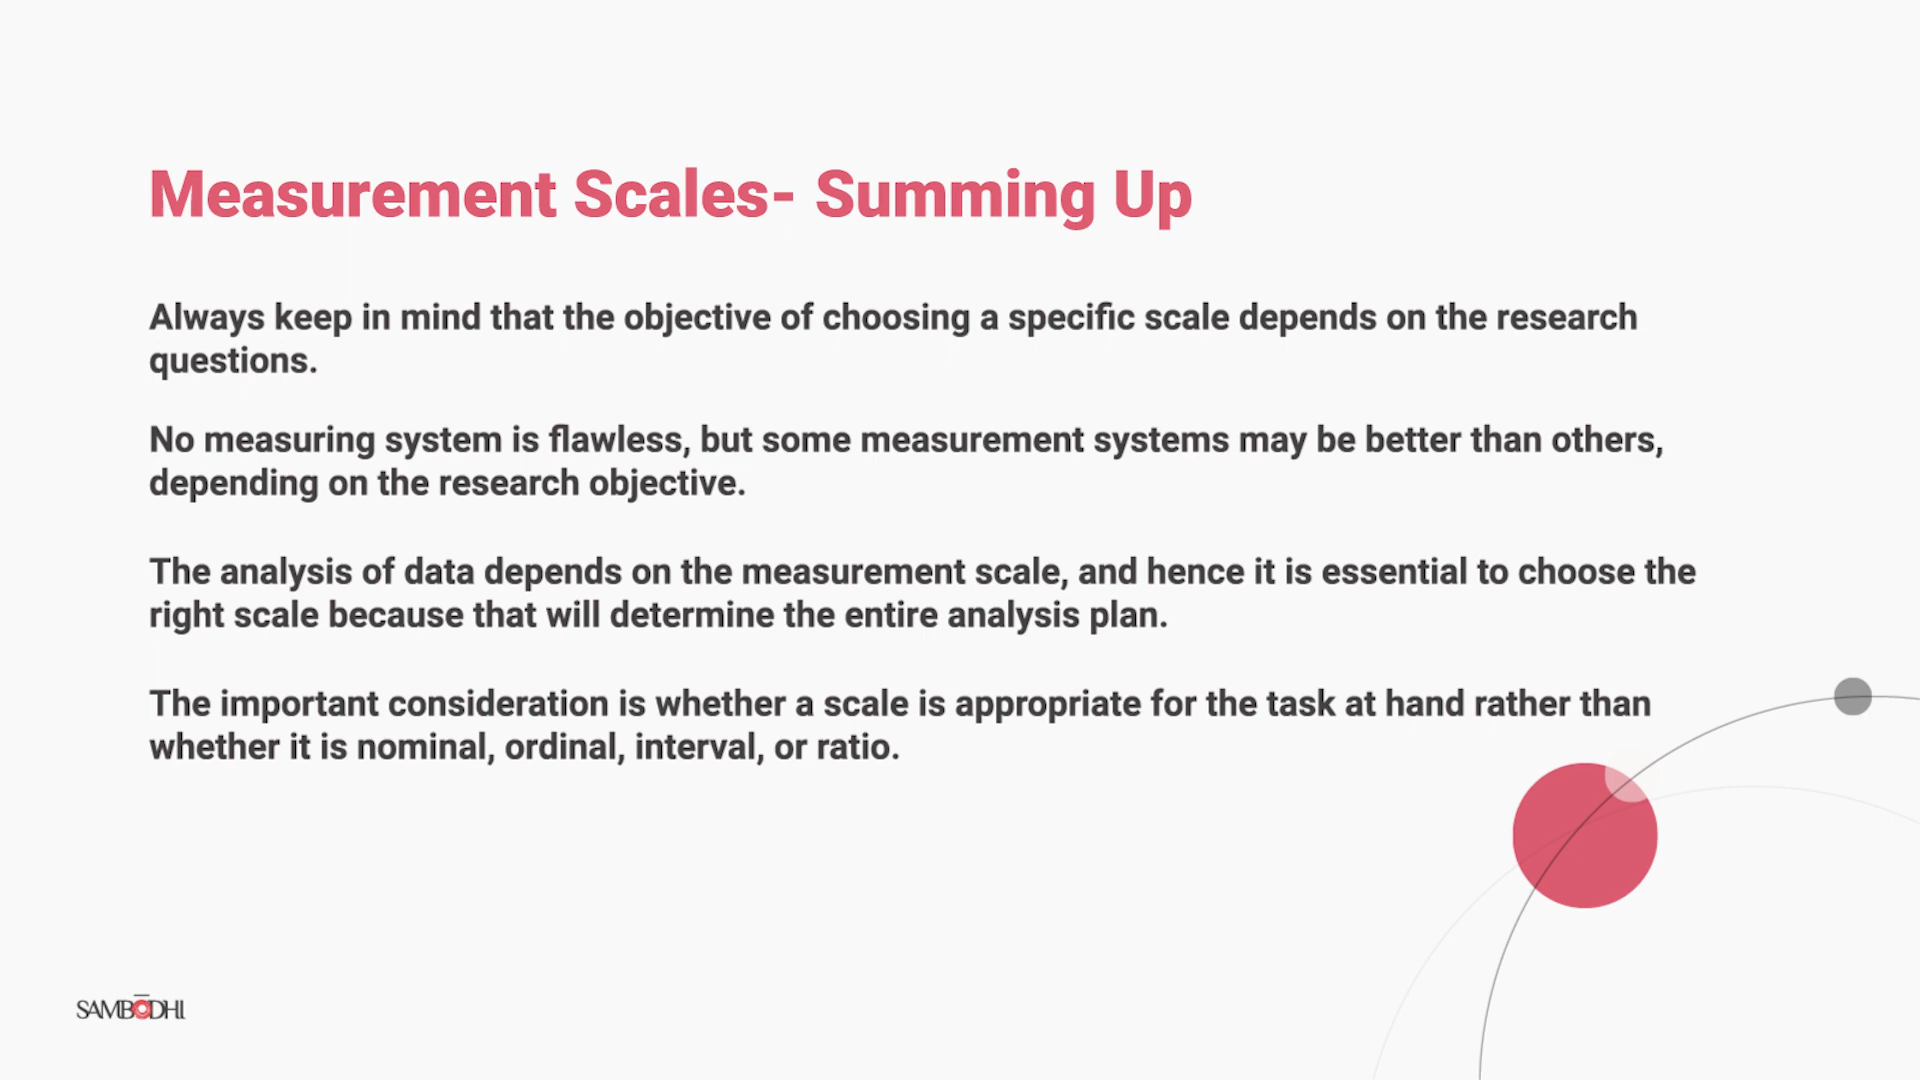 Measurement Scales- Summing Up
Always keep in mind that the objective of choosing a specific scale depends on the research
questions.
No measuring system is flawless, but some measurement systems may be better than others,
depending on the research objective.
The analysis of data depends on the measurement scale, and hence it is essential to choose the
right scale because that will determine the entire analysis plan.
The important consideration is whether a scale is appropriate for the task at hand rather than
whether it is nominal, ordinal, interval, or ratio.
SAMBŌDHI